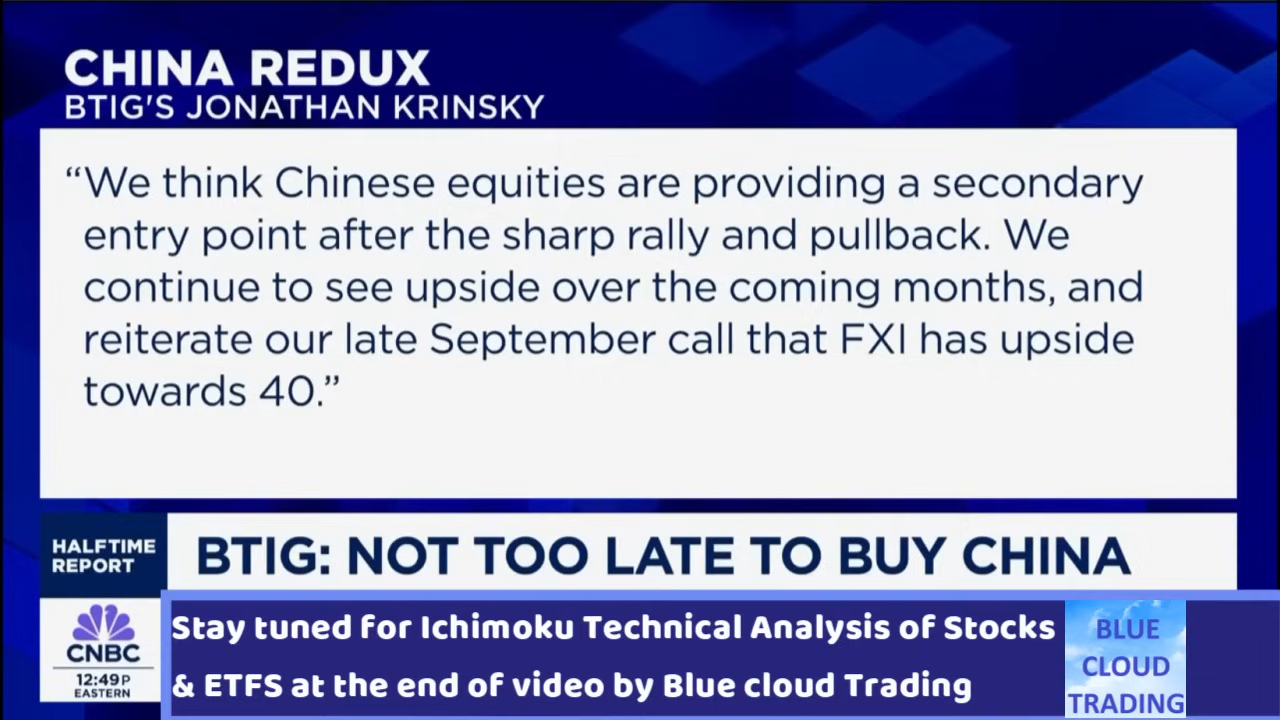 CHINA REDUX
BTIG'S JONATHAN KRINSKY
“We think Chinese equities are providing a secondary
entry point after the sharp rally and pullback. We
continue to see upside over the coming months, and
reiterate our late September call that FXI has upside
towards 40.”
HALFTIME
REPORT
BTIG: NOT TOO LATE TO BUY CHINA
CNBC
12:49P
EASTERN
Stay tuned for Ichimoku Technical Analysis of Stocks
& ETFS at the end of video by Blue cloud Trading
BLUE
CLOUD
TRADING